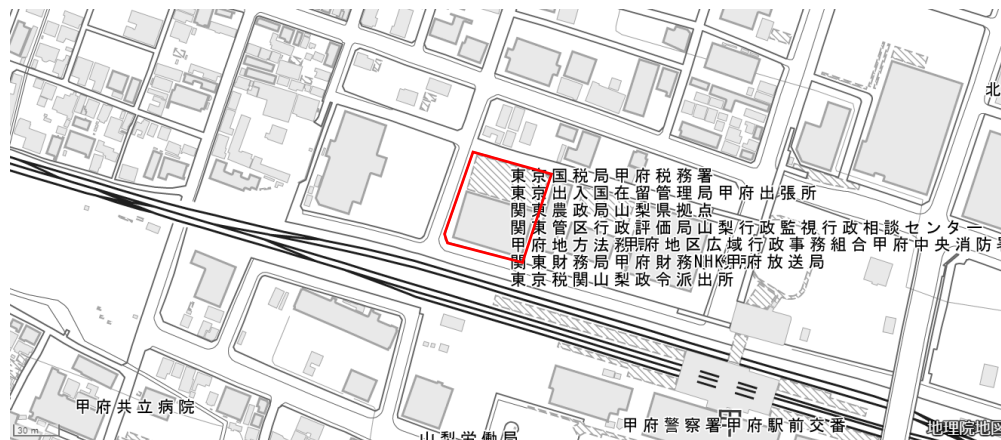 北
東京国税局甲府税務署
東京出入国在留管理局甲府出張所
関東農政局山梨県拠点
関東管区行政評価局山梨行政監視行政相談センター
甲府地方法務
甲府地区広域行政事務組合甲府中央消防署
関東財務局甲府財務
NHK甲府放送局
東京税関山梨政令派出所
甲府共立病院
甲府警察署甲府駅前交番
甲
山梨労働局
地理院地図
30 m